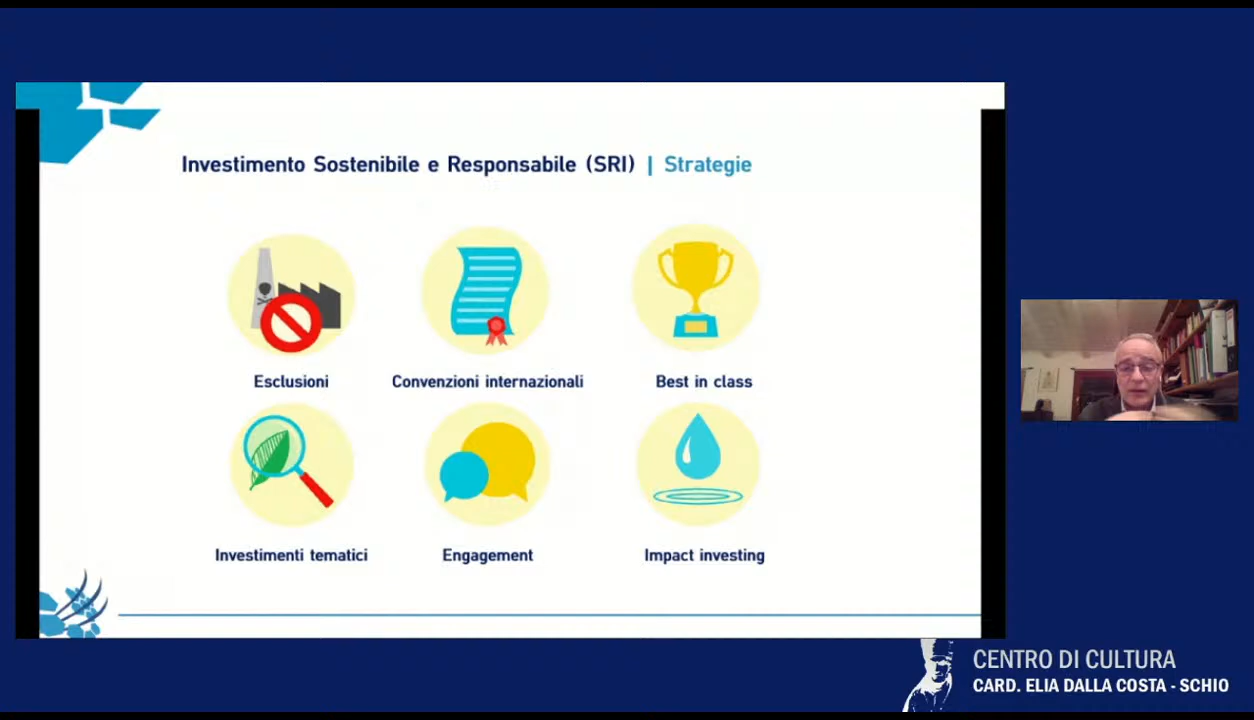 Investimento Sostenibile e Responsabile (SRI) | Strategie
Esclusioni
Convenzioni internazionali
Best in class
Investimenti tematici
Engagement
Impact investing
CENTRO DI CULTURA
CARD. ELIA DALLA COSTA - SCHIO